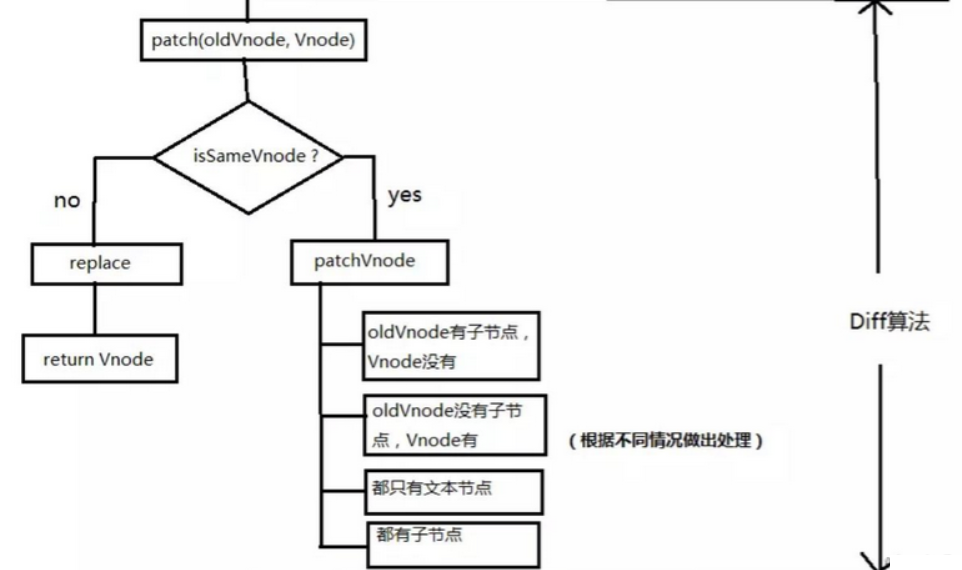 patch(oldVnode, Vnode)
isSameVnode ?
no
yes
replace
patchVnode
return Vnode
oldVnode有子节点，
Vnode没有
oldVnode没有子节
点，Vnode有
（根据不同情况做出处理）
都只有文本节点
都有子节点
Diff算法